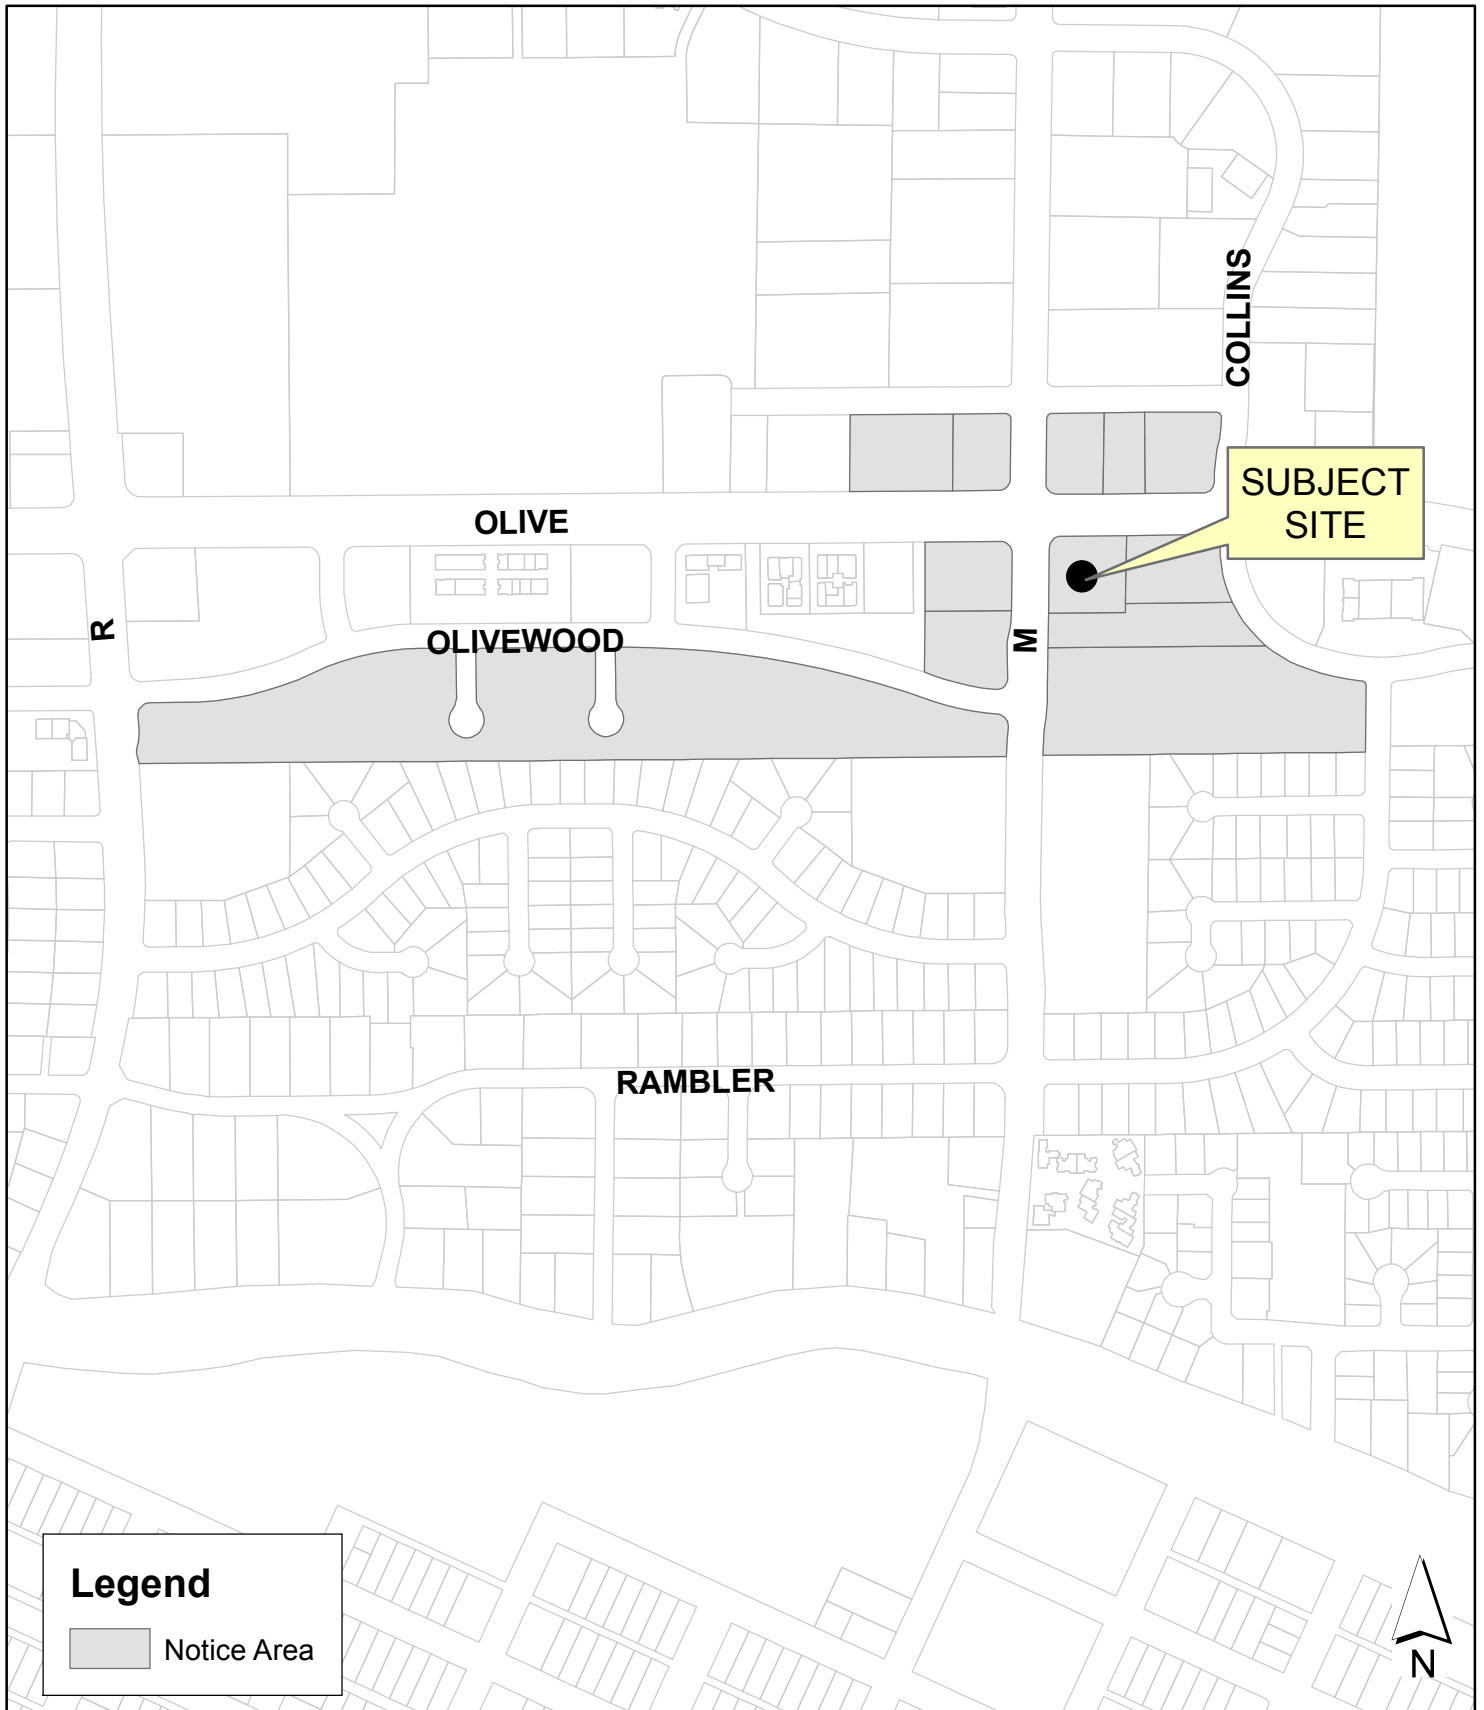 COLLINS
SUBJECT
SITE
OLIVE
R
OLIVEWOOD
M
RAMBLER
Legend
Notice Area
N